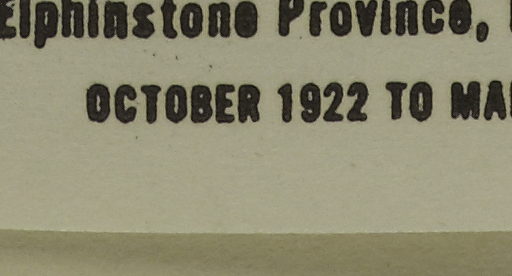 Elphinstone Province,
OCTOBER 1922 TO